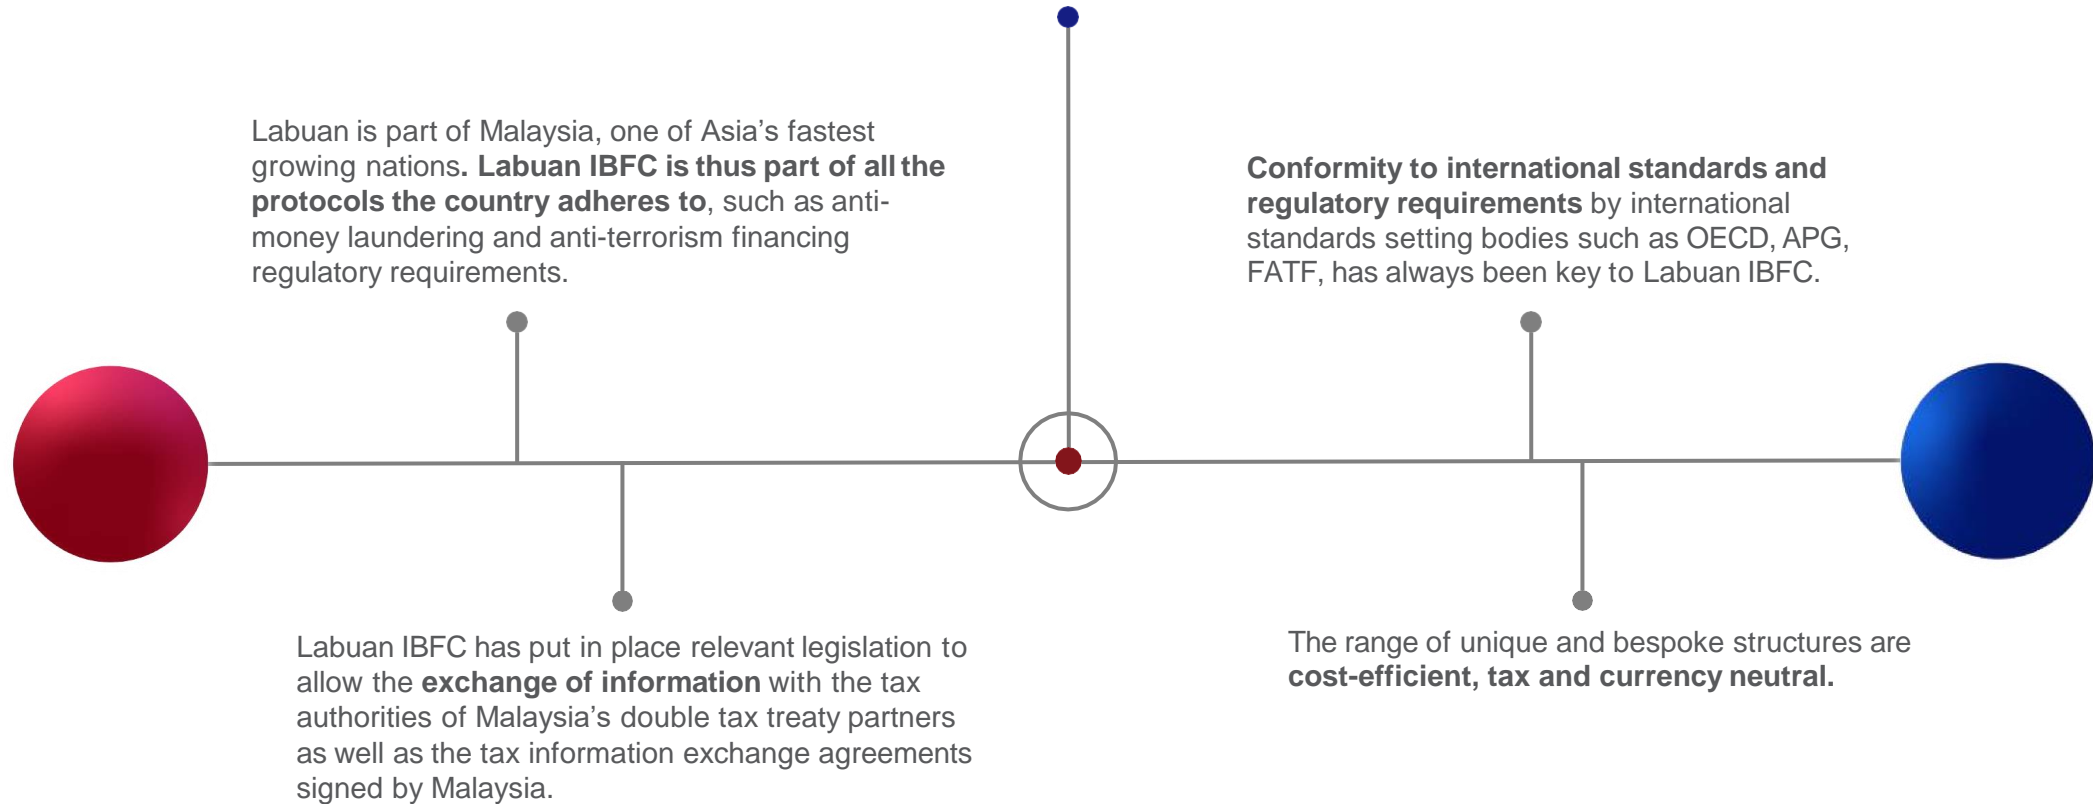 Labuan is part of Malaysia, one of Asia’s fastest
growing nations. Labuan IBFC is thus part of all the
protocols the country adheres to, such as anti-
money laundering and anti-terrorism financing
regulatory requirements.
Conformity to international standards and
regulatory requirements by international
standards setting bodies such as OECD, APG,
FATF, has always been key to Labuan IBFC.
Labuan IBFC has put in place relevant legislation to
allow the exchange of information with the tax
authorities of Malaysia’s double tax treaty partners
as well as the tax information exchange agreements
signed by Malaysia.
The range of unique and bespoke structures are
cost-efficient, tax and currency neutral.